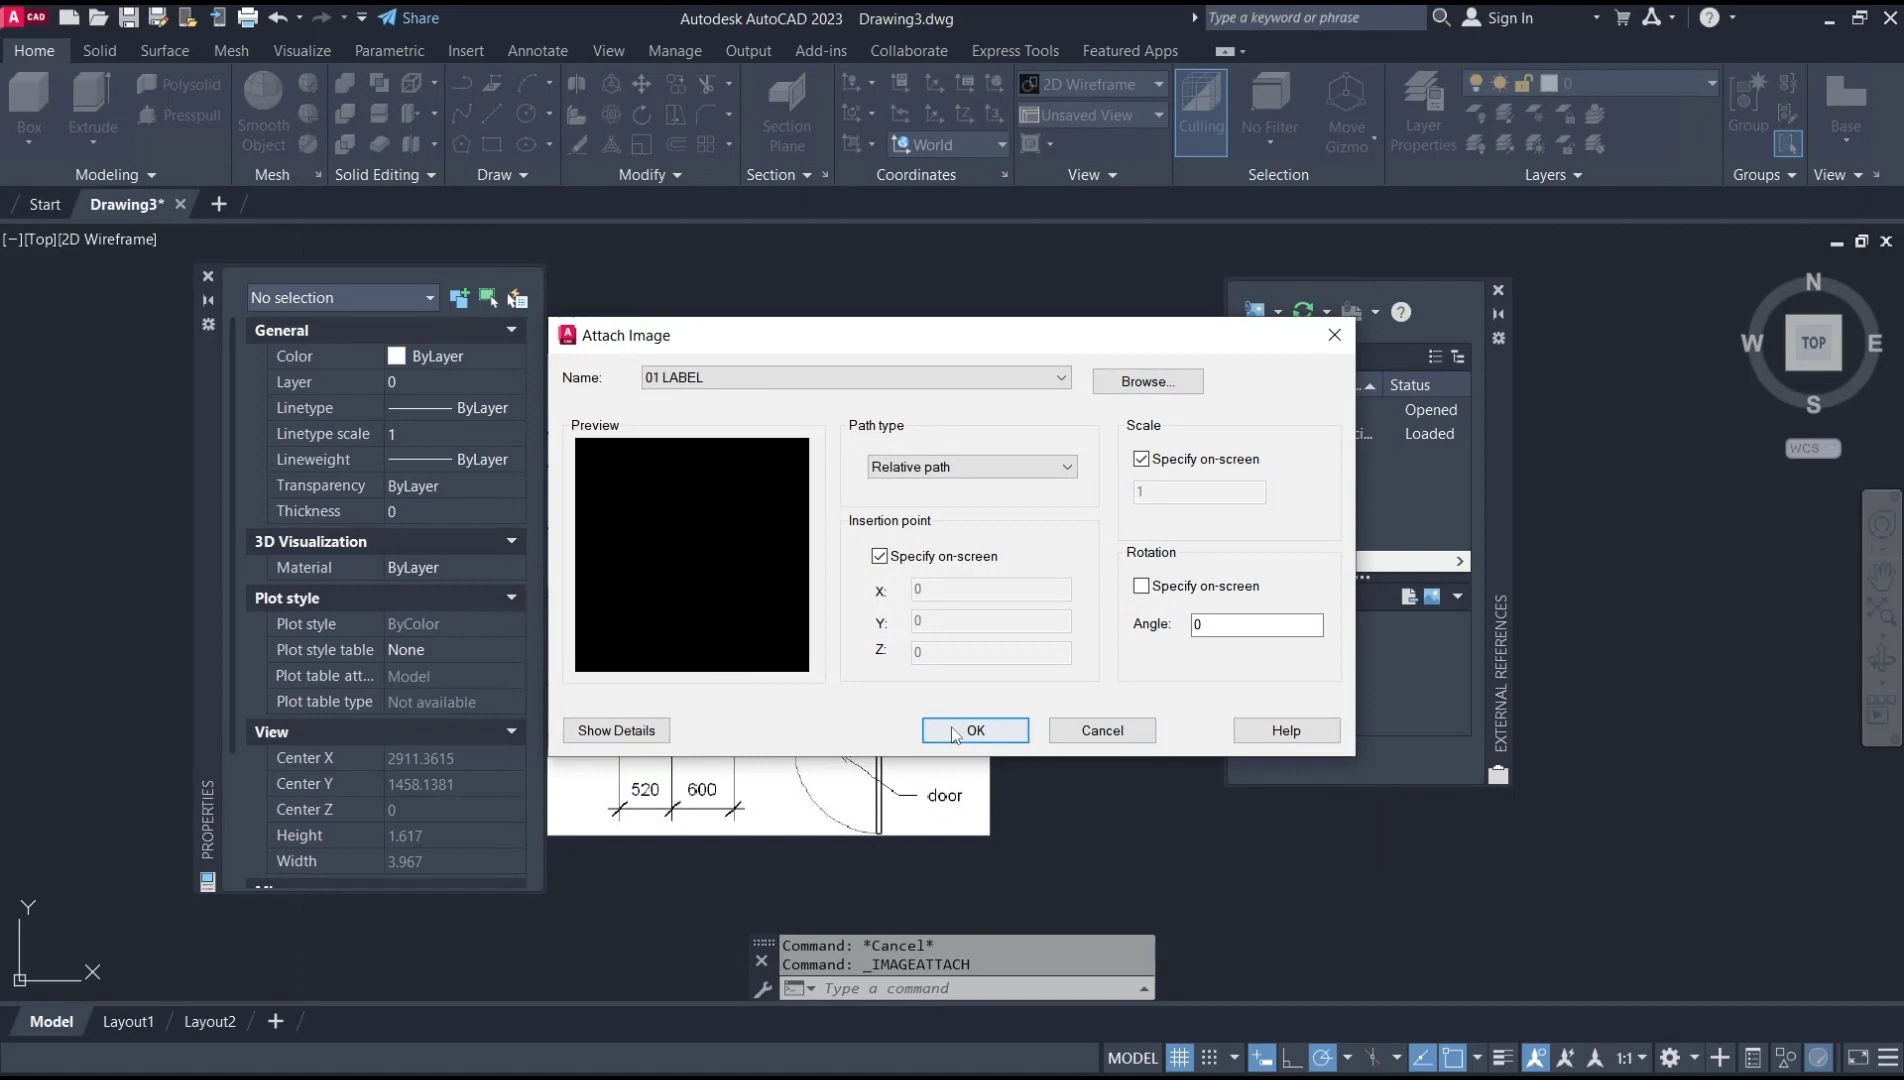 CAD Share Autodesk AutoCAD 2023 Drawing3.dwg Type a keyword or phrase Sign In
Home Solid Surface Mesh Visualize Parametric Insert Annotate View Manage Output Add-ins Collaborate Express Tools Featured Apps
Box Extrude Polysolid Presspull Smooth Object Section Plane World 2D Wireframe Unsaved View Culling No Filter Move Gizmo Layer Properties 0 Group Base
Modeling Mesh Solid Editing Draw Modify Section Coordinates View Selection Layers Groups View
Start Drawing3*
[−][Top][2D Wireframe]
No selection
General
Color ByLayer
Layer 0
Linetype ByLayer
Linetype scale 1
Lineweight ByLayer
Transparency ByLayer
Thickness 0
3D Visualization
Material ByLayer
Plot style
Plot style ByColor
Plot style table None
Plot table att... Model
Plot table type Not available
View
Center X 2911.3615
Center Y 1458.1381
Center Z 0
Height 1.617
Width 3.967
PROPERTIES
Attach Image
Name: 01 LABEL Browse...
Preview
Path type
Relative path
Insertion point
Specify on-screen
X: 0
Y: 0
Z: 0
Scale
Specify on-screen
1
Rotation
Specify on-screen
Angle: 0
Show Details OK Cancel Help
Status
Opened
ci... Loaded
EXTERNAL REFERENCES
N
W TOP E
S
WCS
520 600 door
Y
X
Command: *Cancel*
Command: _IMAGEATTACH
Type a command
Model Layout1 Layout2
MODEL 1:1